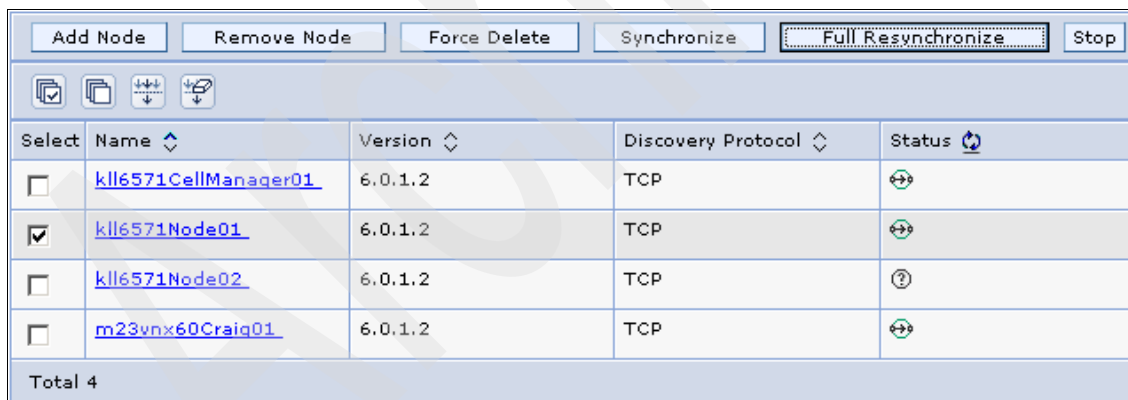 Add Node Remove Node Force Delete Synchronize Full Resynchronize Stop
Select Name Version Discovery Protocol Status
kll6571CellManager01 6.0.1.2 TCP
kll6571Node01 6.0.1.2 TCP
kll6571Node02 6.0.1.2 TCP ?
m23vnx60Craig01 6.0.1.2 TCP
Total 4